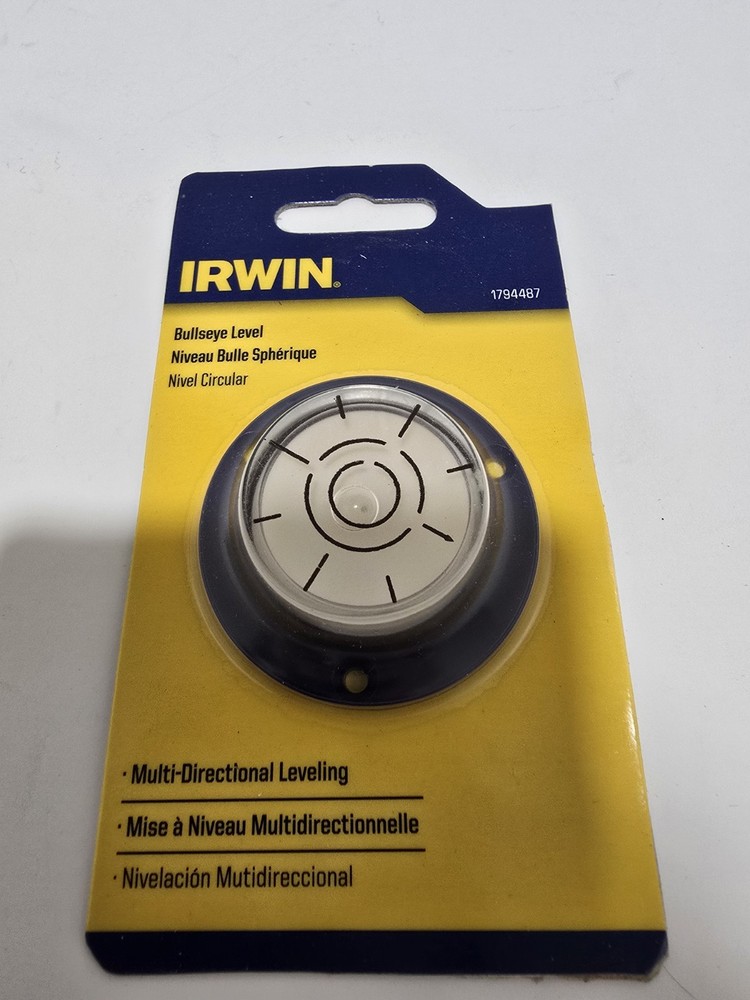 IRWIN®
1794487
Bullseye Level
Niveau Bulle Sphérique
Nivel Circular
· Multi-Directional Leveling
· Mise à Niveau Multidirectionnelle
· Nivelación Mutidireccional